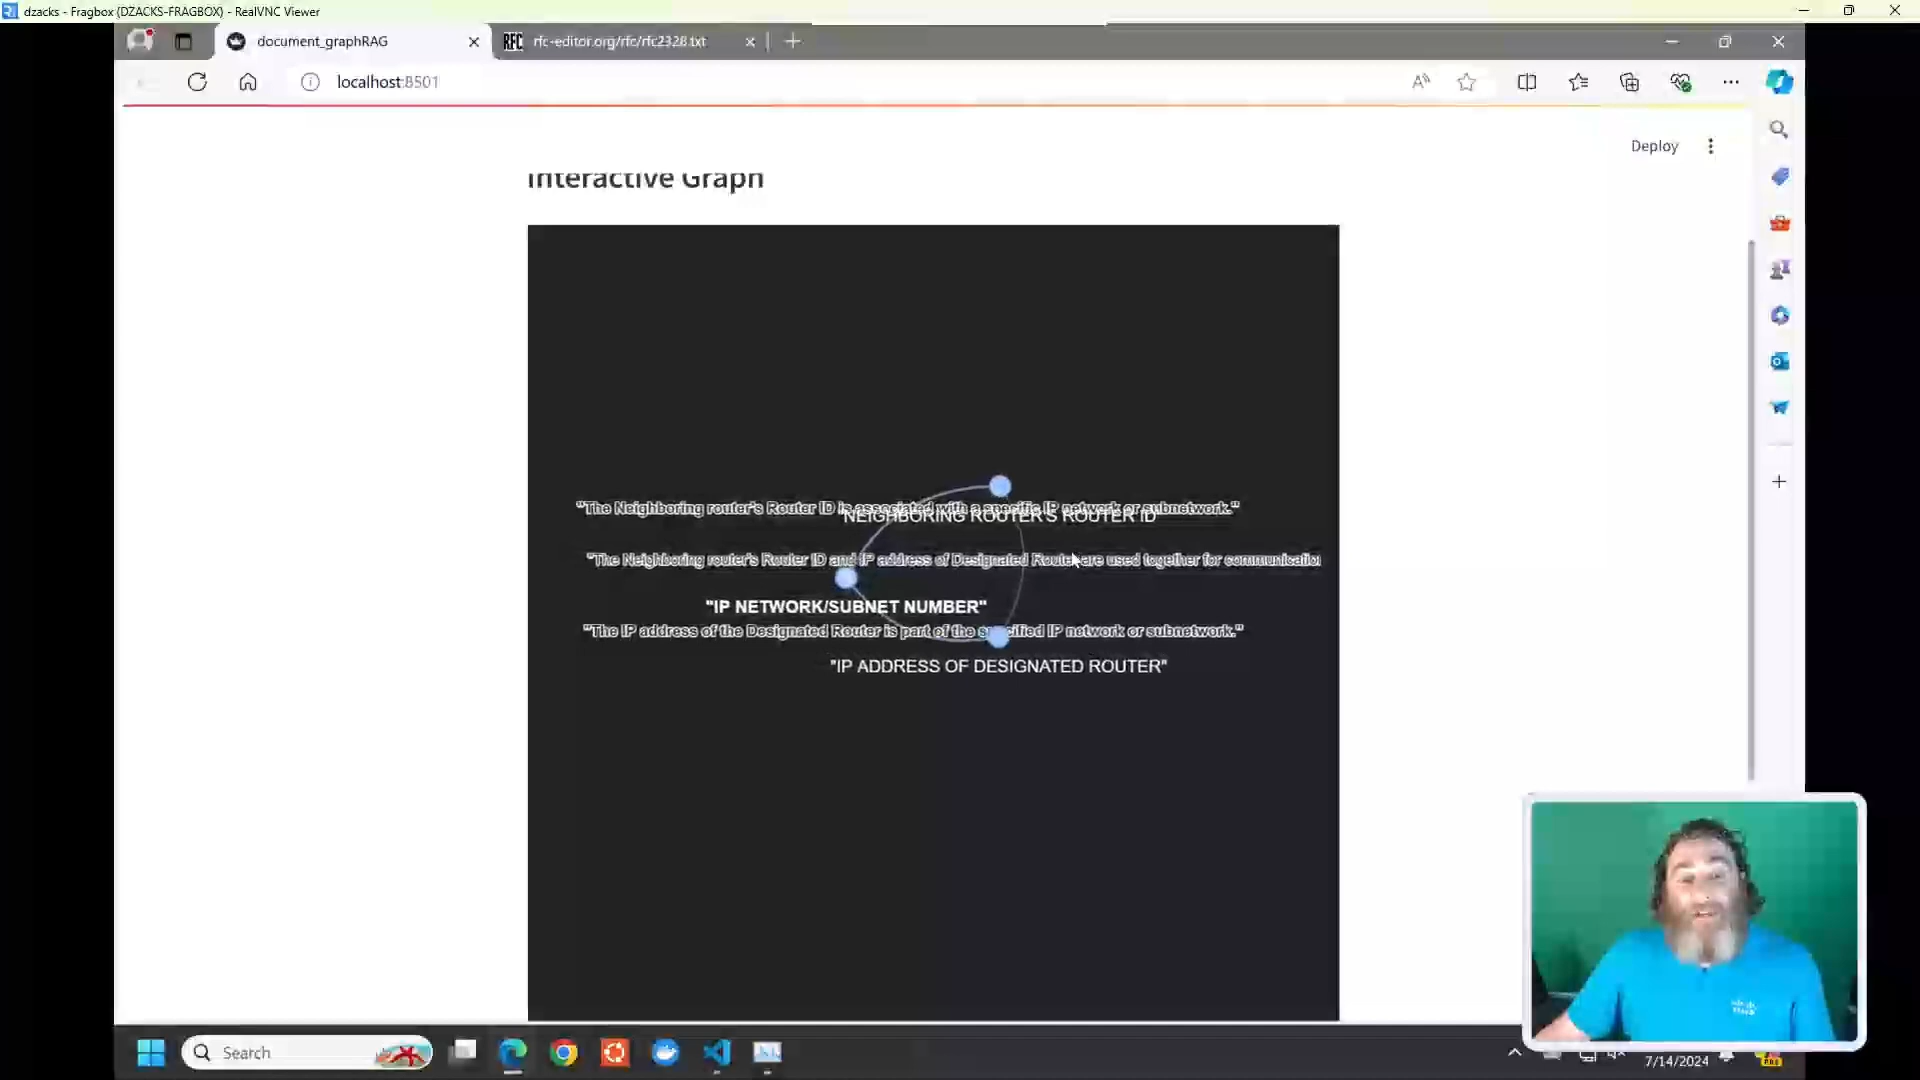 dzacks - Fragbox (DZACKS-FRAGBOX) - RealVNC Viewer
document_graphRAG
RFC rfc-editor.org/rfc/rfc2328.txt
localhost:8501
Deploy
Interactive Graph
"The Neighboring router's Router ID is associated with a specific IP network or subnetwork."
"NEIGHBORING ROUTER'S ROUTER ID
"The Neighboring router's Router ID and IP address of Designated Router are used together for communicatio
"IP NETWORK/SUBNET NUMBER"
"The IP address of the Designated Router is part of the specified IP network or subnetwork."
"IP ADDRESS OF DESIGNATED ROUTER"
Search
7/14/2024